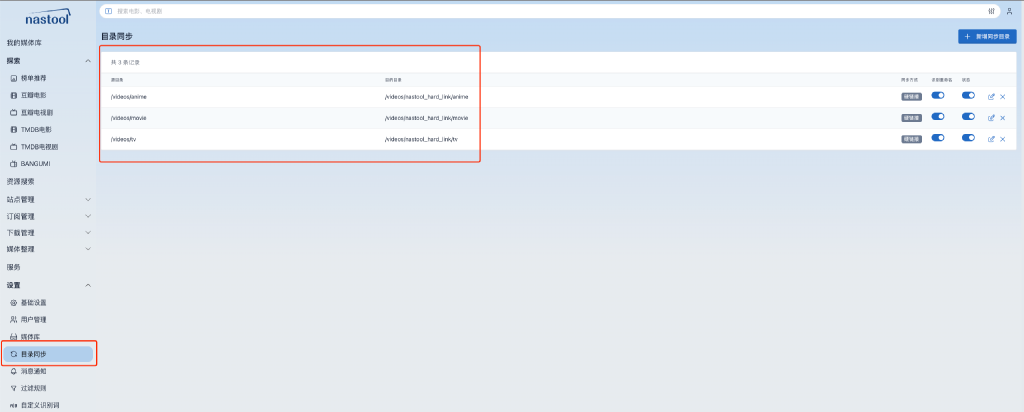 nastool
搜索电影、电视剧
我的媒体库
目录同步
新增同步目录
探索
榜单推荐
豆瓣电影
豆瓣电视剧
TMDB电影
TMDB电视剧
BANGUMI
资源搜索
站点管理
订阅管理
下载管理
媒体整理
服务
设置
基础设置
用户管理
媒体库
目录同步
消息通知
过滤规则
自定义识别词
共 3 条记录
源目录 目的目录 同步方式 识别重命名 状态
/videos/anime /videos/nastool_hard_link/anime 硬链接
/videos/movie /videos/nastool_hard_link/movie 硬链接
/videos/tv /videos/nastool_hard_link/tv 硬链接